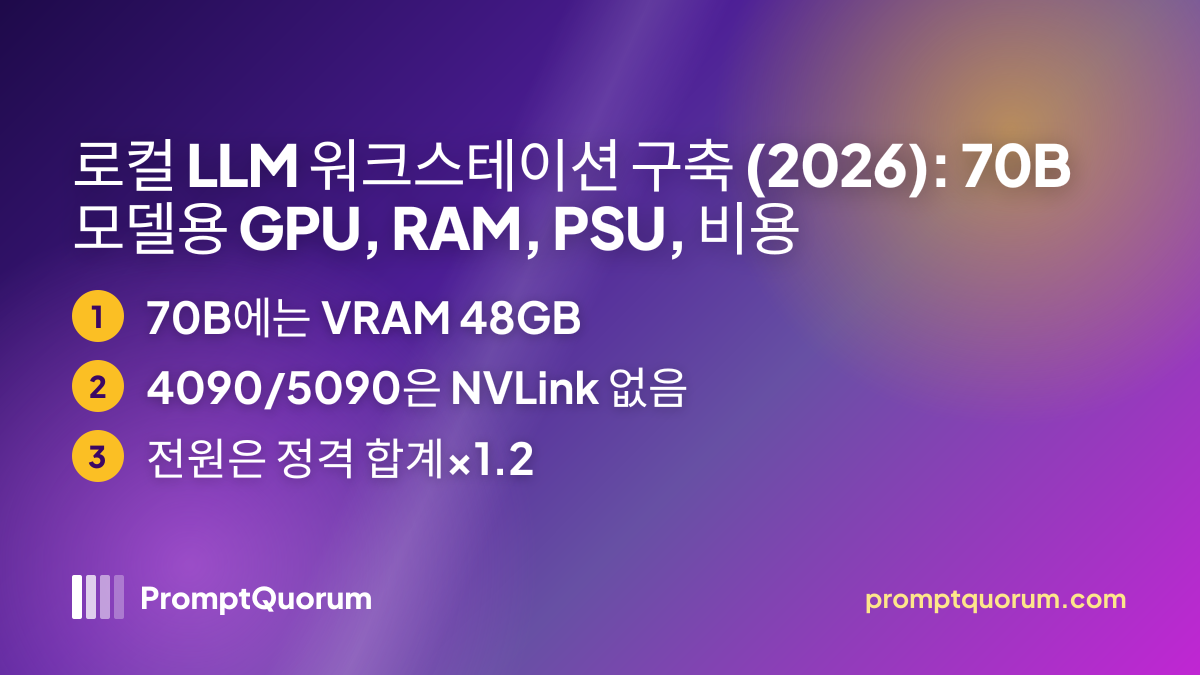 로컬 LLM 워크스테이션 구축 (2026): 70B
모델용 GPU, RAM, PSU, 비용
1 70B에는 VRAM 48GB
2 4090/5090은 NVLink 없음
3 전원은 정격 합계×1.2
PromptQuorum
promptquorum.com